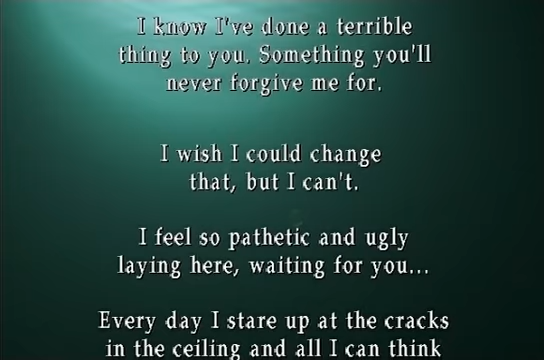 I know I've done a terrible
thing to you. Something you'll
never forgive me for.
I wish I could change
that, but I can't.
I feel so pathetic and ugly
laying here, waiting for you...
Every day I stare up at the cracks
in the ceiling and all I can think